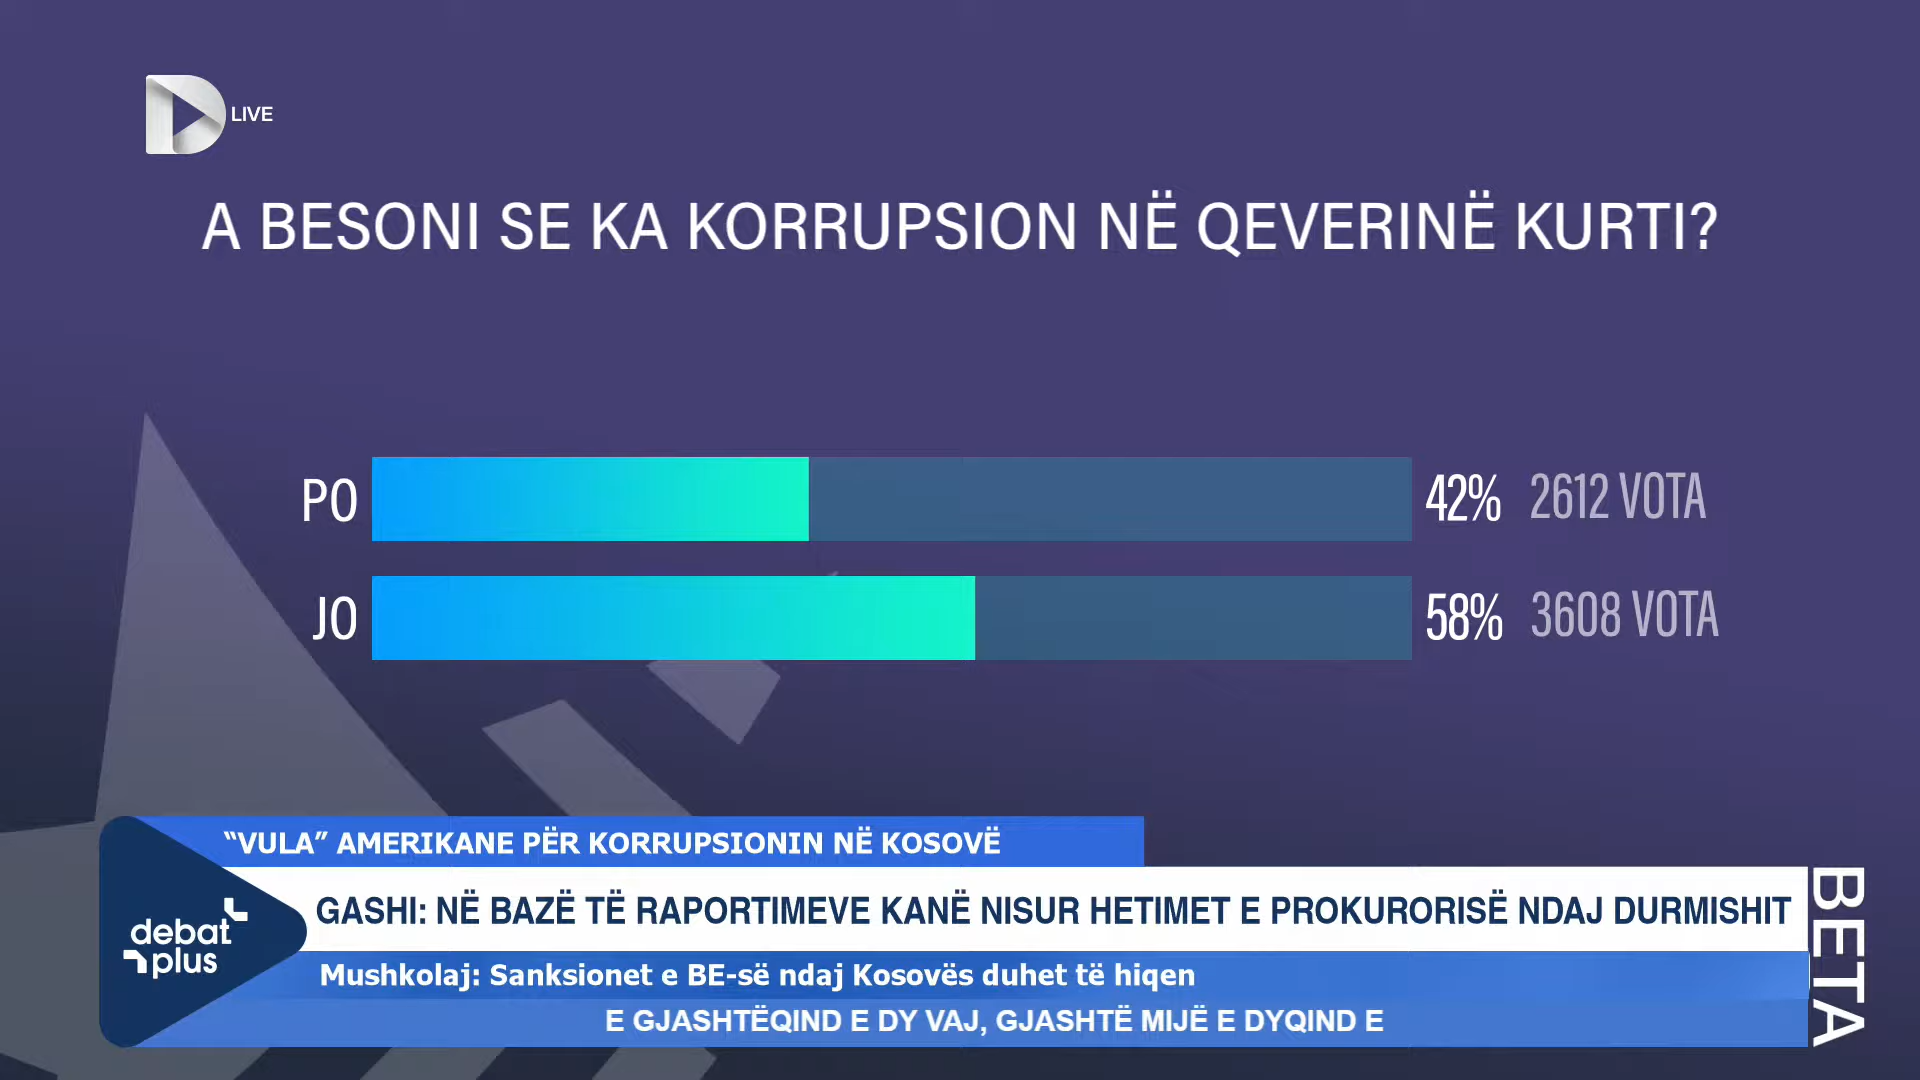 LIVE
A BESONI SE KA KORRUPSION NË QEVERINË KURTI?
PO 42% 2612 VOTA
JO 58% 3608 VOTA
“VULA” AMERIKANE PËR KORRUPSIONIN NË KOSOVË
GASHI: NË BAZË TË RAPORTIMEVE KANË NISUR HETIMET E PROKURORISË NDAJ DURMISHIT
debat
plus
Mushkolaj: Sanksionet e BE-së ndaj Kosovës duhet të hiqen
E GJASHTËQIND E DY VAJ, GJASHTË MIJË E DYQIND E
BETA